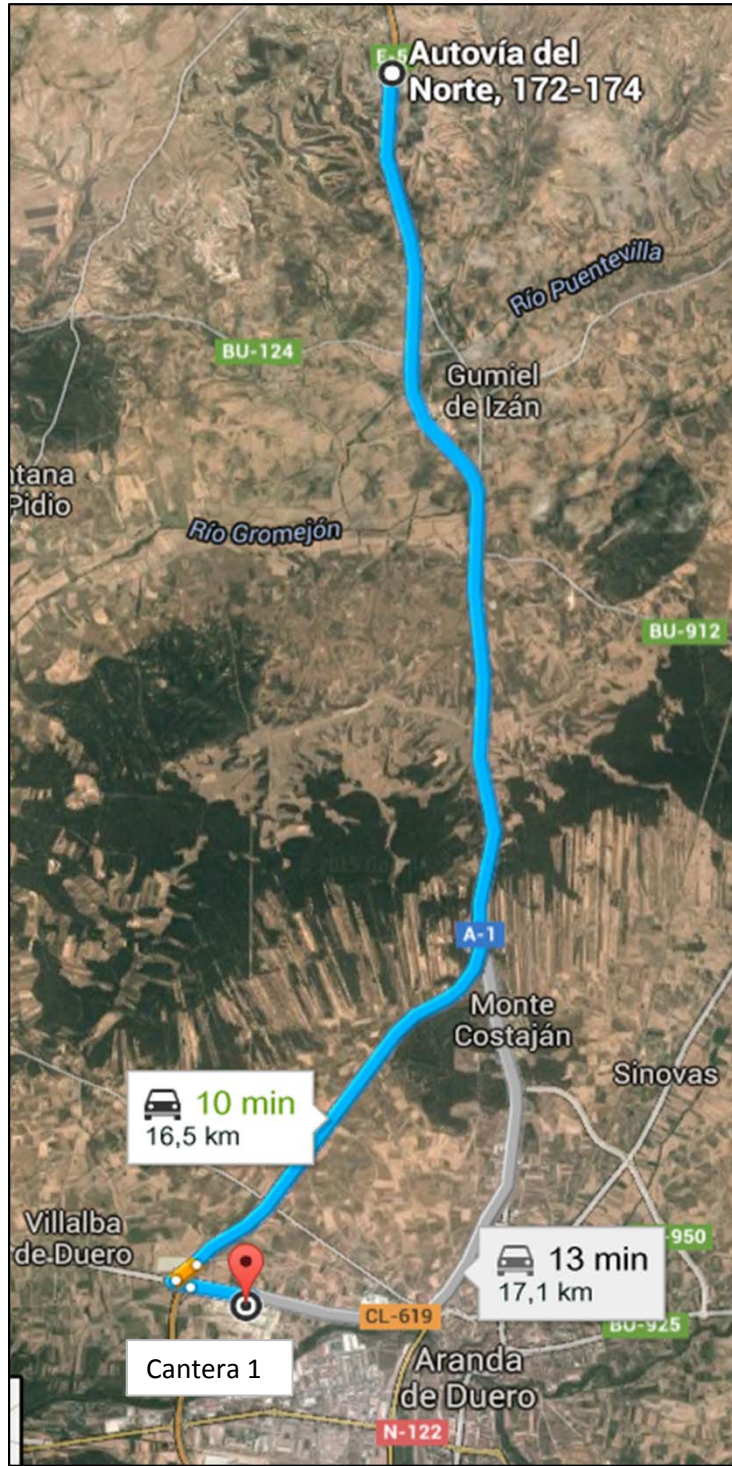 E-5
Autovía del
Norte, 172-174
Río Puentevilla
BU-124
Gumiel
de Izán
ntana
Pidio
Río Gromejón
BU-912
A-1
Monte
Costaján
Sinovas
10 min
16,5 km
Villalba
de Duero
-950
13 min
17,1 km
CL-619
BU-925
Cantera 1
Aranda
de Duero
N-122